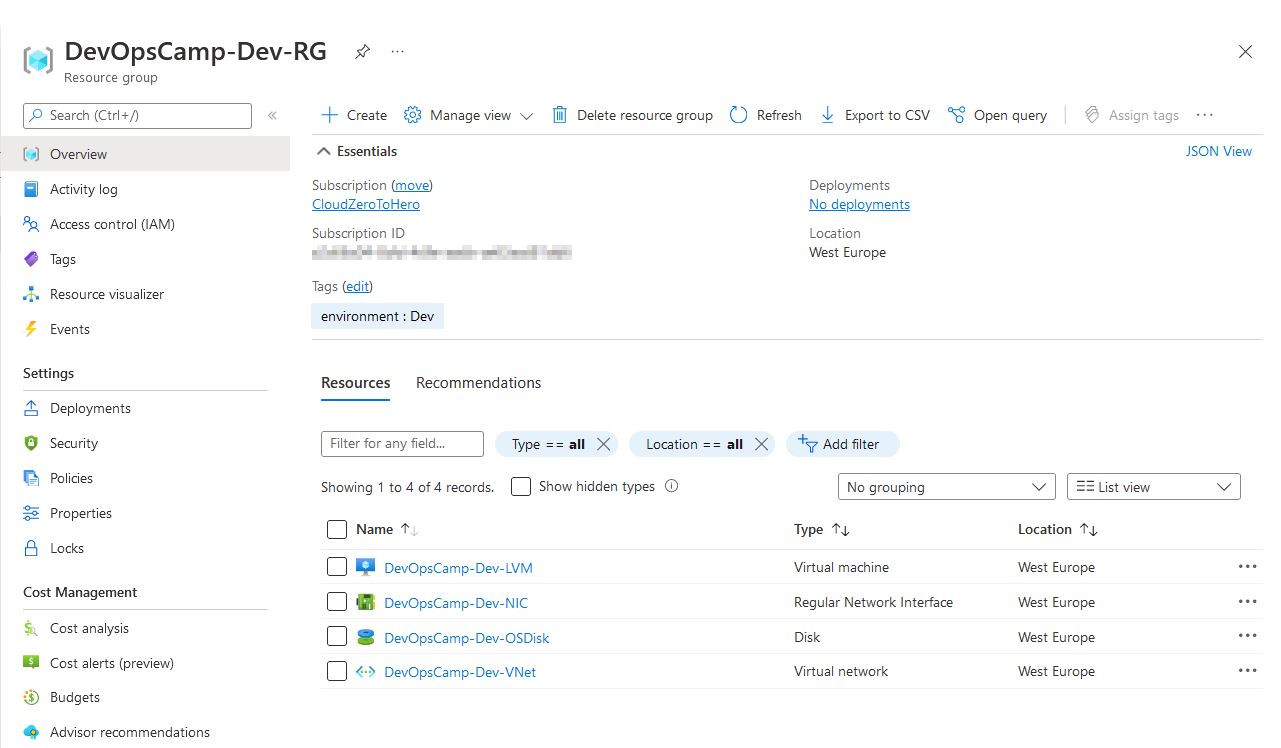 DevOpsCamp-Dev-RG
Resource group
Search (Ctrl+/)
Overview
Activity log
Access control (IAM)
Tags
Resource visualizer
Events
Settings
Deployments
Security
Policies
Properties
Locks
Cost Management
Cost analysis
Cost alerts (preview)
Budgets
Advisor recommendations
Create Manage view Delete resource group Refresh Export to CSV Open query Assign tags
Essentials JSON View
Subscription (move)
CloudZeroToHero
Subscription ID
Deployments
No deployments
Location
West Europe
Tags (edit)
environment : Dev
Resources Recommendations
Filter for any field... Type == all Location == all Add filter
Showing 1 to 4 of 4 records. Show hidden types No grouping List view
Name Type Location
DevOpsCamp-Dev-LVM Virtual machine West Europe
DevOpsCamp-Dev-NIC Regular Network Interface West Europe
DevOpsCamp-Dev-OSDisk Disk West Europe
DevOpsCamp-Dev-VNet Virtual network West Europe